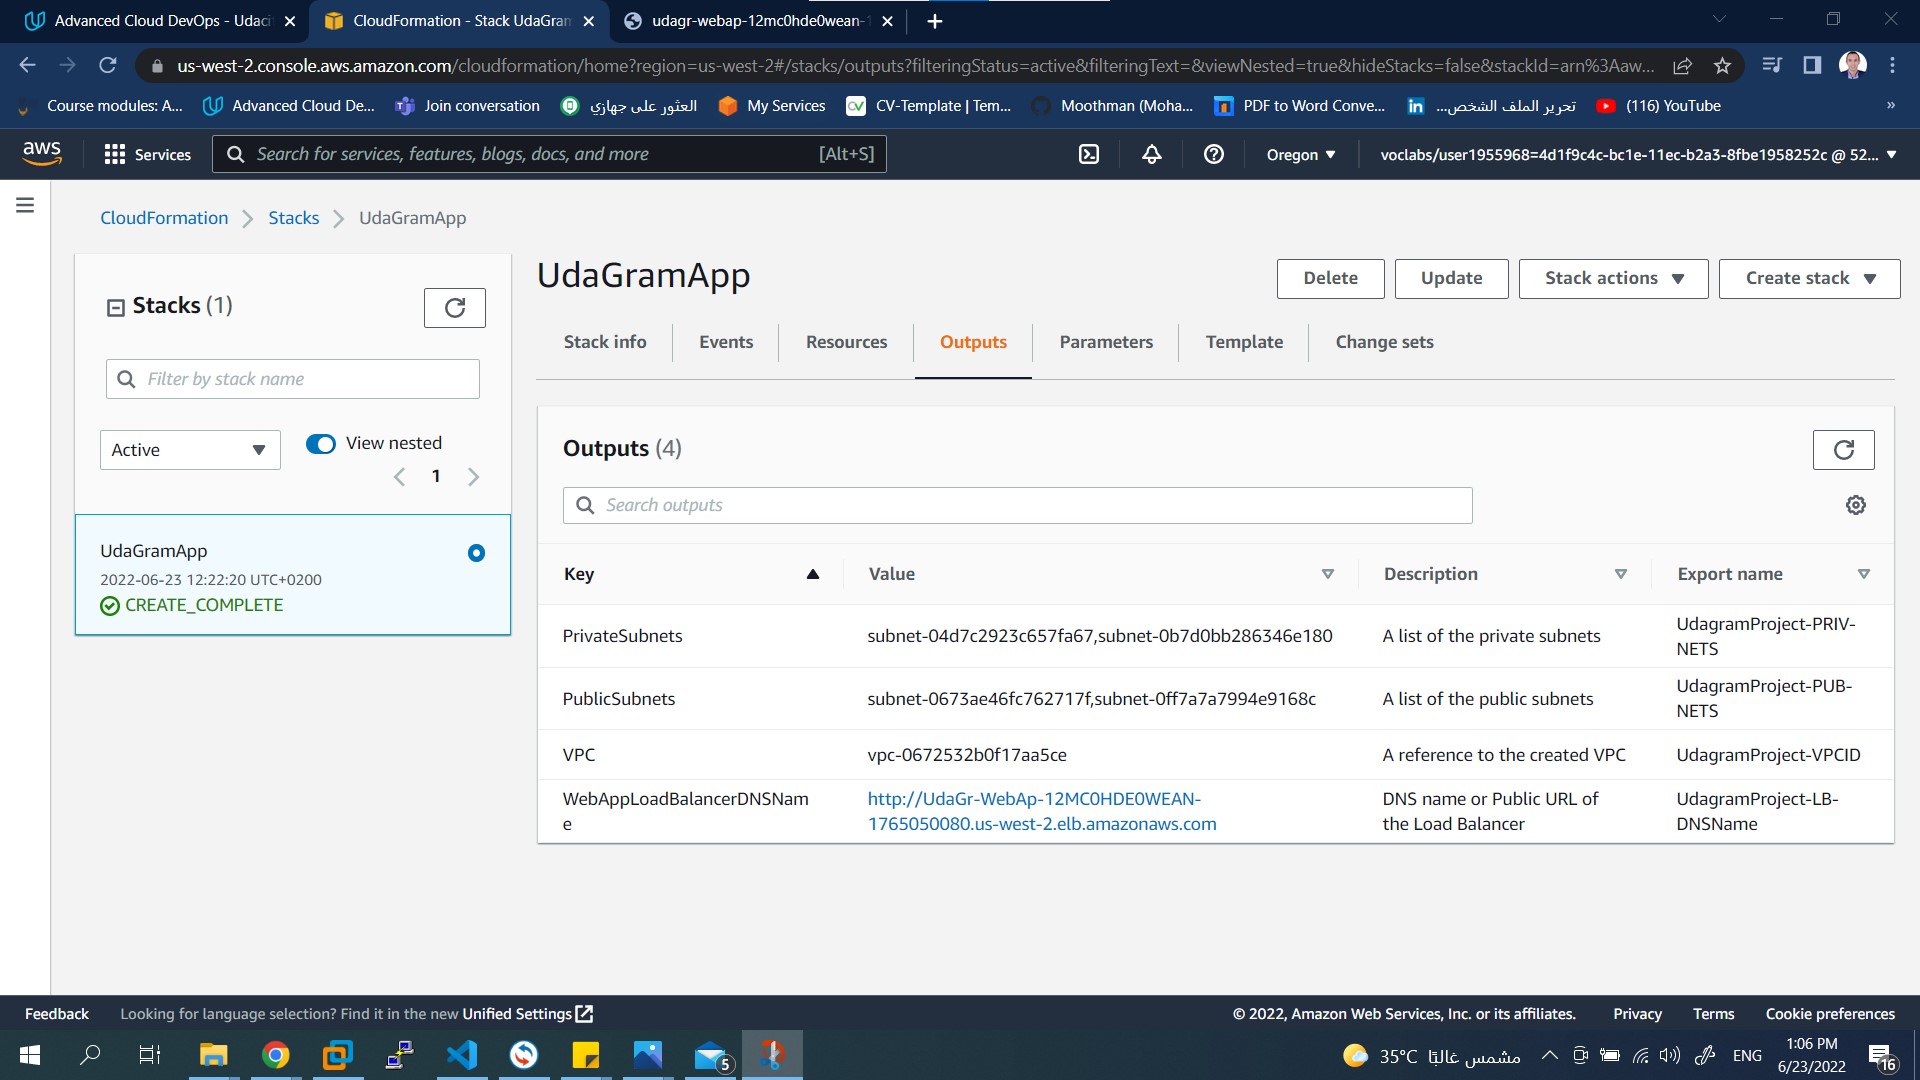 Advanced Cloud DevOps - Udaci
CloudFormation - Stack UdaGram
udagr-webap-12mc0hde0wean-1
us-west-2.console.aws.amazon.com/cloudformation/home?region=us-west-2#/stacks/outputs?filteringStatus=active&filteringText=&viewNested=true&hideStacks=false&stackId=arn%3Aaw...
Course modules: A...
Advanced Cloud De...
Join conversation
العثور على جهازي
My Services
CV-Template | Tem...
Moothman (Moha...
PDF to Word Conve...
تحرير الملف الشخص...
(116) YouTube
»
aws
Services
Search for services, features, blogs, docs, and more
[Alt+S]
Oregon
voclabs/user1955968=4d1f9c4c-bc1e-11ec-b2a3-8fbe1958252c @ 52...
CloudFormation
Stacks
UdaGramApp
Stacks (1)
Filter by stack name
Active
View nested
1
UdaGramApp
2022-06-23 12:22:20 UTC+0200
CREATE_COMPLETE
UdaGramApp
Delete
Update
Stack actions
Create stack
Stack info
Events
Resources
Outputs
Parameters
Template
Change sets
Outputs (4)
Search outputs
Key
Value
Description
Export name
PrivateSubnets
subnet-04d7c2923c657fa67,subnet-0b7d0bb286346e180
A list of the private subnets
UdagramProject-PRIV-
NETS
PublicSubnets
subnet-0673ae46fc762717f,subnet-0ff7a7a7994e9168c
A list of the public subnets
UdagramProject-PUB-
NETS
VPC
vpc-0672532b0f17aa5ce
A reference to the created VPC
UdagramProject-VPCID
WebAppLoadBalancerDNSNam
e
http://UdaGr-WebAp-12MC0HDE0WEAN-
1765050080.us-west-2.elb.amazonaws.com
DNS name or Public URL of
the Load Balancer
UdagramProject-LB-
DNSName
Feedback
Looking for language selection? Find it in the new Unified Settings
© 2022, Amazon Web Services, Inc. or its affiliates.
Privacy
Terms
Cookie preferences
5
35°C
مشمس غالبًا
ENG
1:06 PM
6/23/2022
16